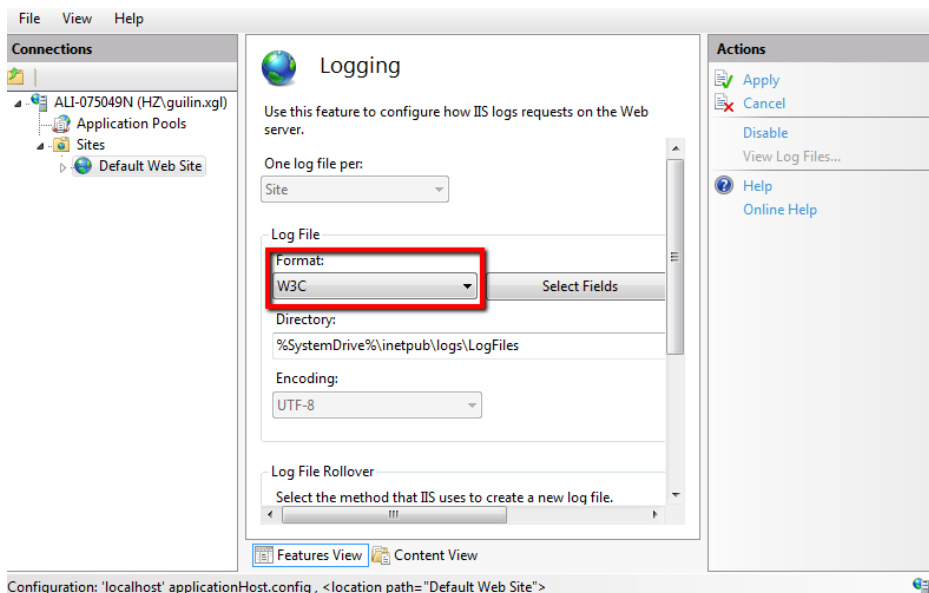 File View Help
Connections
ALI-075049N (HZ\guilin.xgl)
Application Pools
Sites
Default Web Site
Logging
Use this feature to configure how IIS logs requests on the Web
server.
One log file per:
Site
Log File
Format:
W3C
Select Fields
Directory:
%SystemDrive%\inetpub\logs\LogFiles
Encoding:
UTF-8
Log File Rollover
Select the method that IIS uses to create a new log file.
Features View Content View
Actions
Apply
Cancel
Disable
View Log Files...
Help
Online Help
Configuration: 'localhost' applicationHost.config , <location path="Default Web Site">